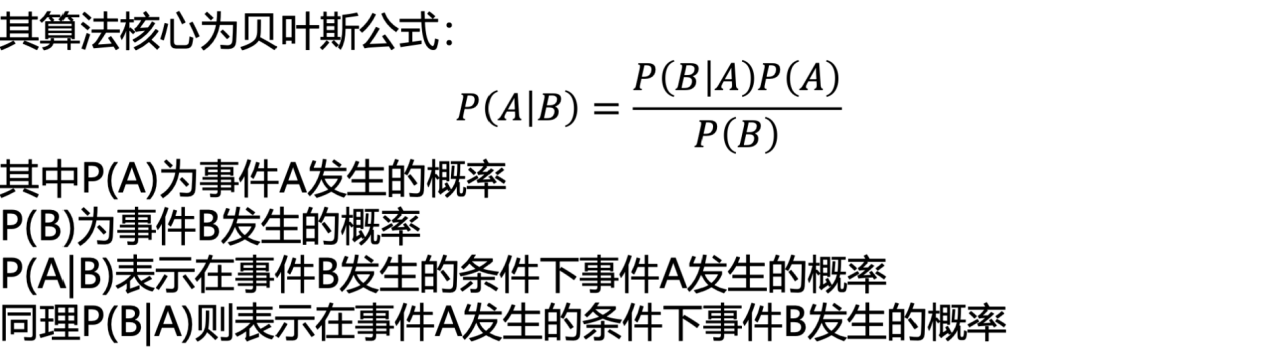 其算法核心为贝叶斯公式：
P(A|B) = P(B|A)P(A) / P(B)
其中P(A)为事件A发生的概率
P(B)为事件B发生的概率
P(A|B)表示在事件B发生的条件下事件A发生的概率
同理P(B|A)则表示在事件A发生的条件下事件B发生的概率